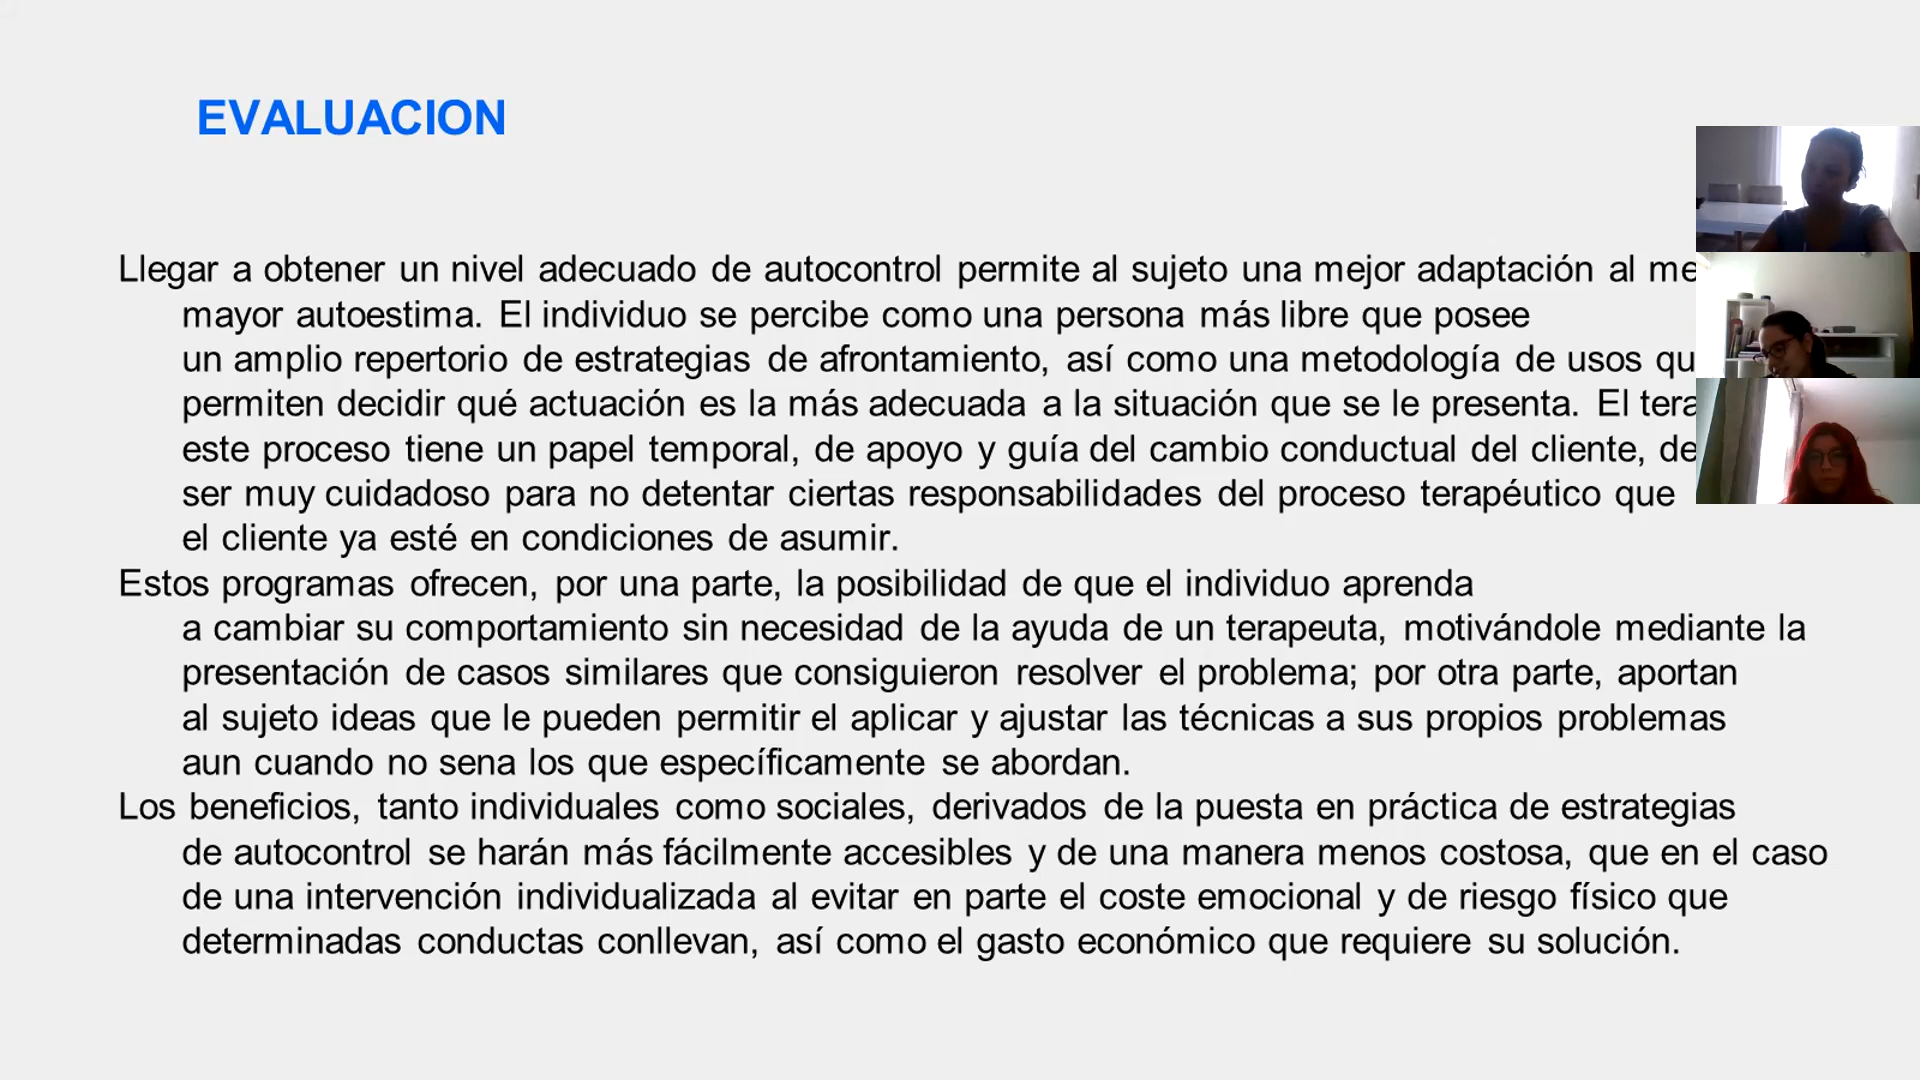 EVALUACION
Llegar a obtener un nivel adecuado de autocontrol permite al sujeto una mejor adaptación al
mayor autoestima. El individuo se percibe como una persona más libre que posee
un amplio repertorio de estrategias de afrontamiento, así como una metodología de usos
permiten decidir qué actuación es la más adecuada a la situación que se le presenta. El
este proceso tiene un papel temporal, de apoyo y guía del cambio conductual del cliente,
ser muy cuidadoso para no detentar ciertas responsabilidades del proceso terapéutico que
el cliente ya esté en condiciones de asumir.
Estos programas ofrecen, por una parte, la posibilidad de que el individuo aprenda
a cambiar su comportamiento sin necesidad de la ayuda de un terapeuta, motivándole mediante la
presentación de casos similares que consiguieron resolver el problema; por otra parte, aportan
al sujeto ideas que le pueden permitir el aplicar y ajustar las técnicas a sus propios problemas
aun cuando no sena los que específicamente se abordan.
Los beneficios, tanto individuales como sociales, derivados de la puesta en práctica de estrategias
de autocontrol se harán más fácilmente accesibles y de una manera menos costosa, que en el caso
de una intervención individualizada al evitar en parte el coste emocional y de riesgo físico que
determinadas conductas conllevan, así como el gasto económico que requiere su solución.